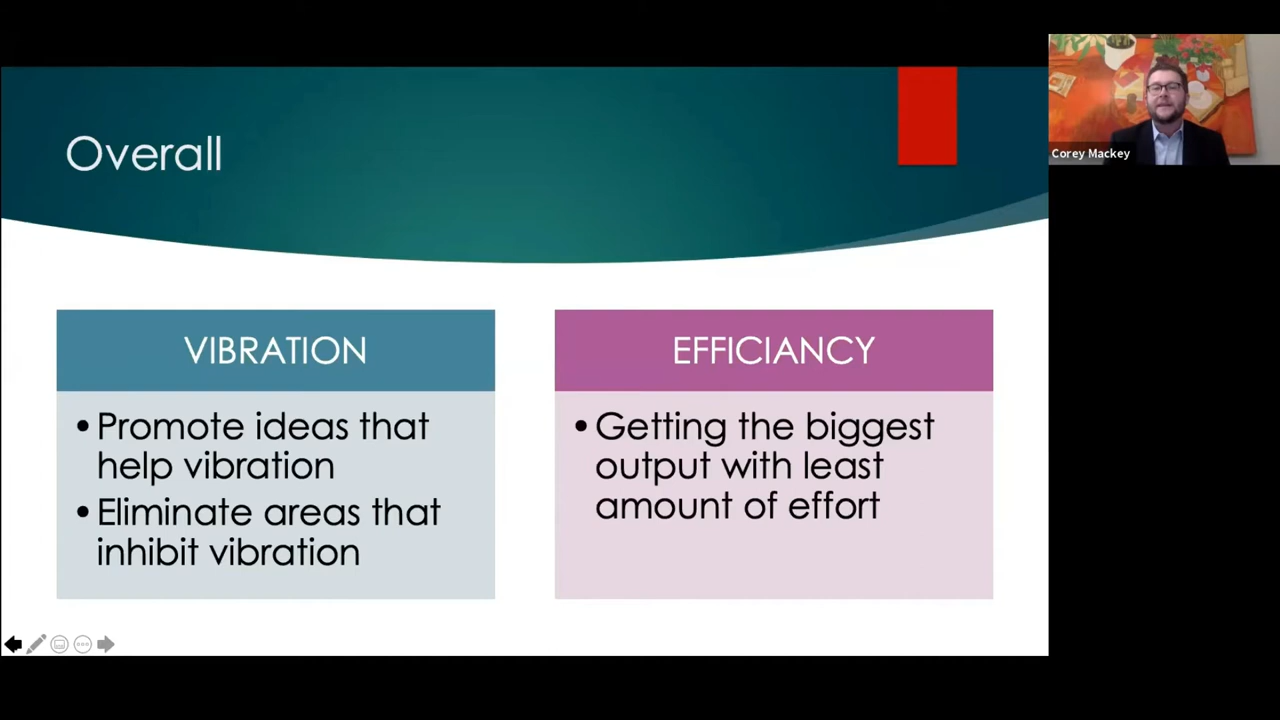 Overall
VIBRATION
•Promote ideas that
help vibration
•Eliminate areas that
inhibit vibration
EFFICIANCY
•Getting the biggest
output with least
amount of effort
Corey Mackey